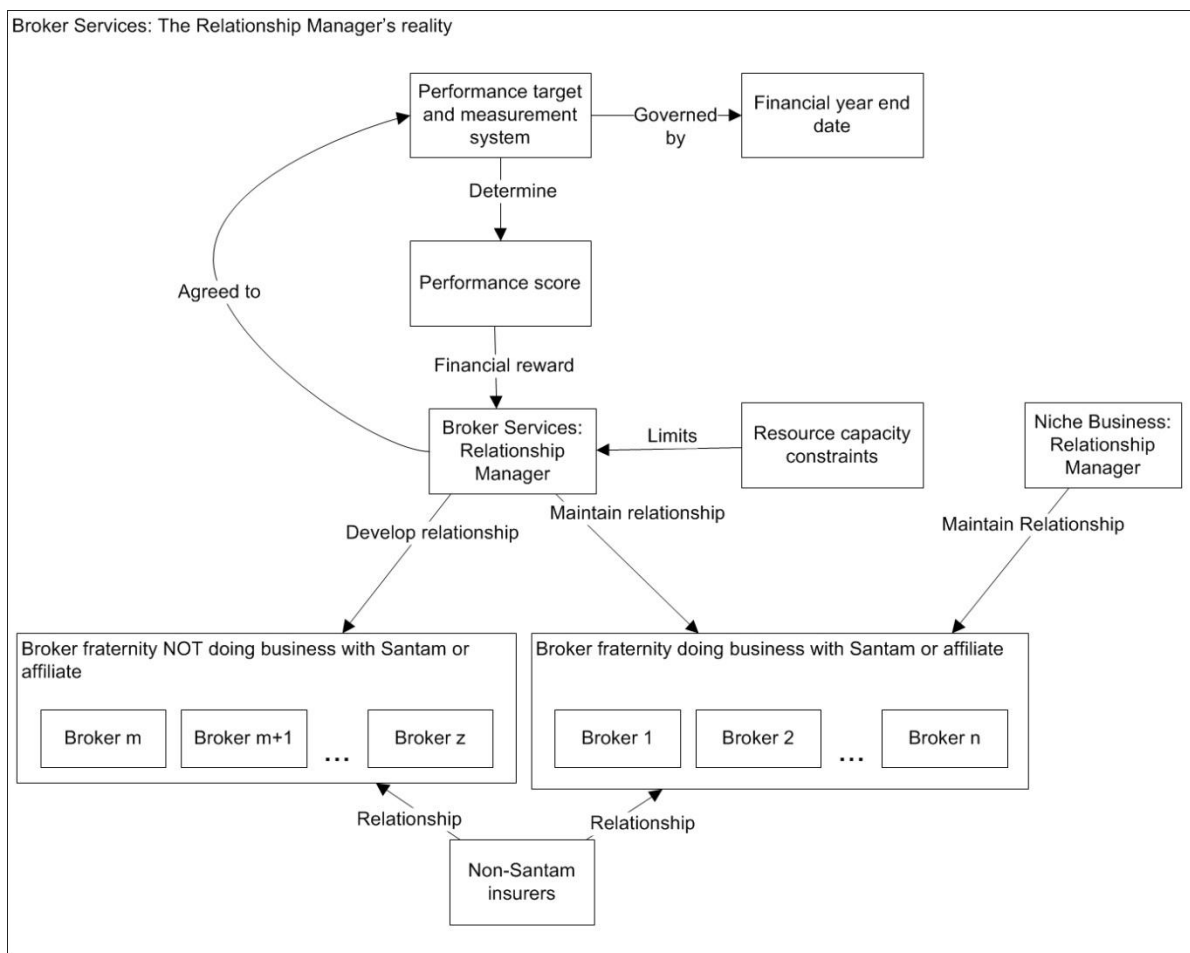 Broker Services: The Relationship Manager's reality
Performance target
and measurement
system
Governed
by
Financial year end
date
Determine
Performance score
Agreed to
Financial reward
Broker Services:
Relationship
Manager
Limits
Resource capacity
constraints
Niche Business:
Relationship
Manager
Develop relationship
Maintain relationship
Maintain Relationship
Broker fraternity NOT doing business with Santam or
affiliate
Broker m
Broker m+1
...
Broker z
Broker fraternity doing business with Santam or affiliate
Broker 1
Broker 2
...
Broker n
Relationship
Relationship
Non-Santam
insurers